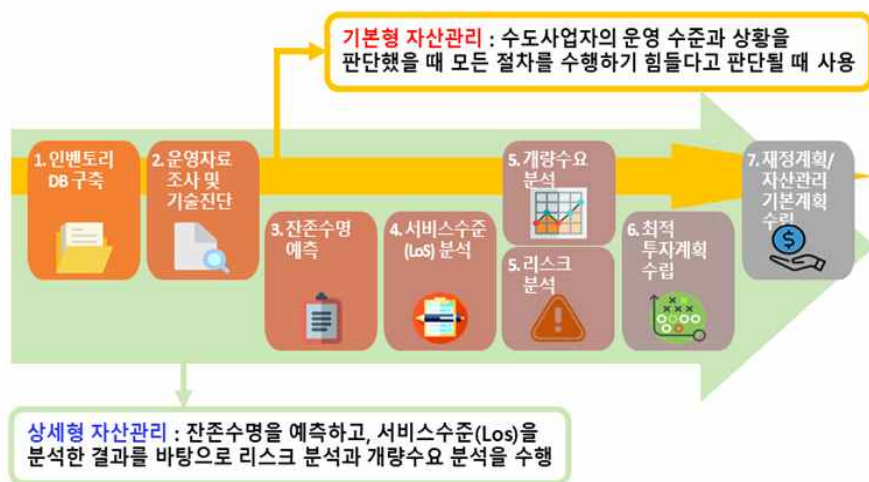 기본형 자산관리 : 수도사업자의 운영 수준과 상황을
판단했을 때 모든 절차를 수행하기 힘들다고 판단될 때 사용
1. 인벤토리
DB 구축
2. 운영자료
조사 및
기술진단
3. 잔존수명
예측
4. 서비스수준
(LoS) 분석
5. 개량수요
분석
5. 리스크
분석
6. 최적
투자계획
수립
7. 재정계획/
자산관리
기본계획
수립
상세형 자산관리 : 잔존수명을 예측하고, 서비스수준(Los)을
분석한 결과를 바탕으로 리스크 분석과 개량수요 분석을 수행